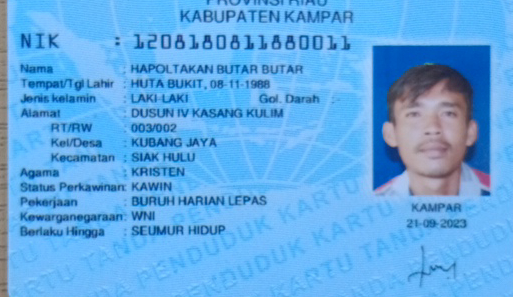 PROVINSI RIAU
KABUPATEN KAMPAR
NIK : 1208180811880011
Nama : HAPOLTAKAN BUTAR BUTAR
Tempat/Tgl Lahir : HUTA BUKIT, 08-11-1988
Jenis kelamin : LAKI-LAKI Gol. Darah : -
Alamat : DUSUN IV KASANG KULIM
RT/RW : 003/002
Kel/Desa : KUBANG JAYA
Kecamatan : SIAK HULU
Agama : KRISTEN
Status Perkawinan: KAWIN
Pekerjaan : BURUH HARIAN LEPAS
Kewarganegaraan: WNI
Berlaku Hingga : SEUMUR HIDUP
KAMPAR
21-09-2023